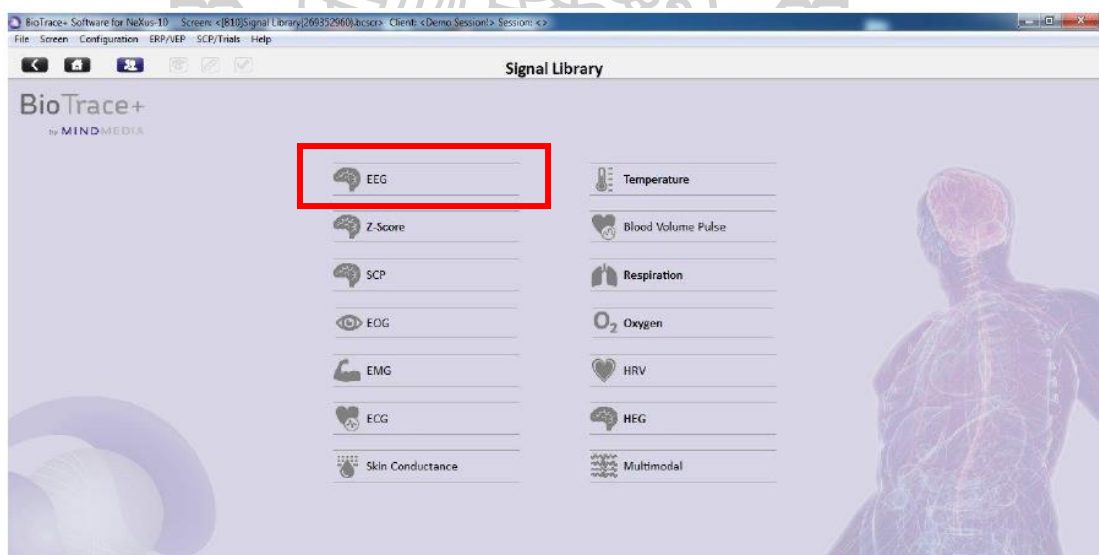 BioTrace+ Software for NeXus-10 Screen: <[810]Signal Library(269352960).bcscr> Client: <Demo Session!> Session: <>
File Screen Configuration ERP/VEP SCP/Trials Help
Signal Library
BioTrace+
by MINDMEDIA
EEG
Temperature
Z-Score
Blood Volume Pulse
SCP
Respiration
EOG
O2 Oxygen
EMG
HRV
ECG
HEG
Skin Conductance
Multimodal